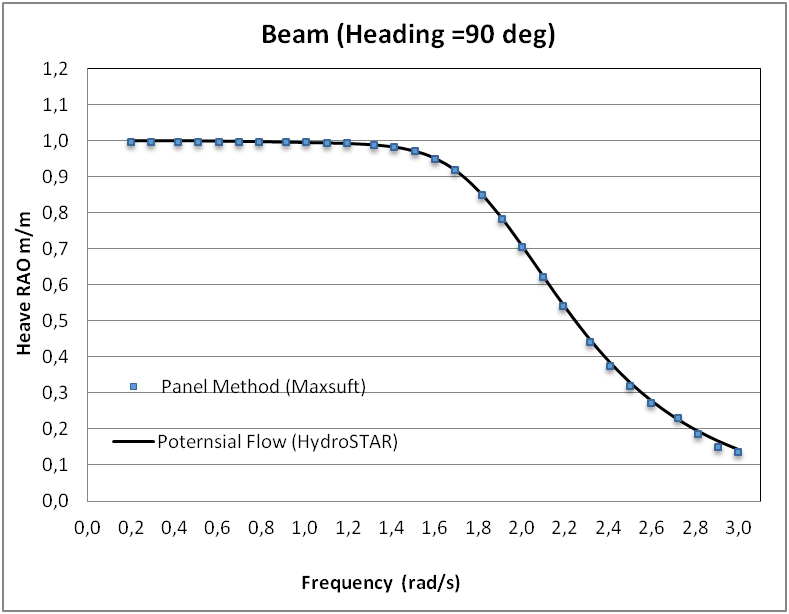 Beam (Heading =90 deg)
1,2
1,1
1,0
0,9
0,8
0,7
0,6
0,5
0,4
0,3
0,2
0,1
0,0
Heave RAO m/m
Panel Method (Maxsuft)
Poternsial Flow (HydroSTAR)
0,0 0,2 0,4 0,6 0,8 1,0 1,2 1,4 1,6 1,8 2,0 2,2 2,4 2,6 2,8 3,0
Frequency (rad/s)